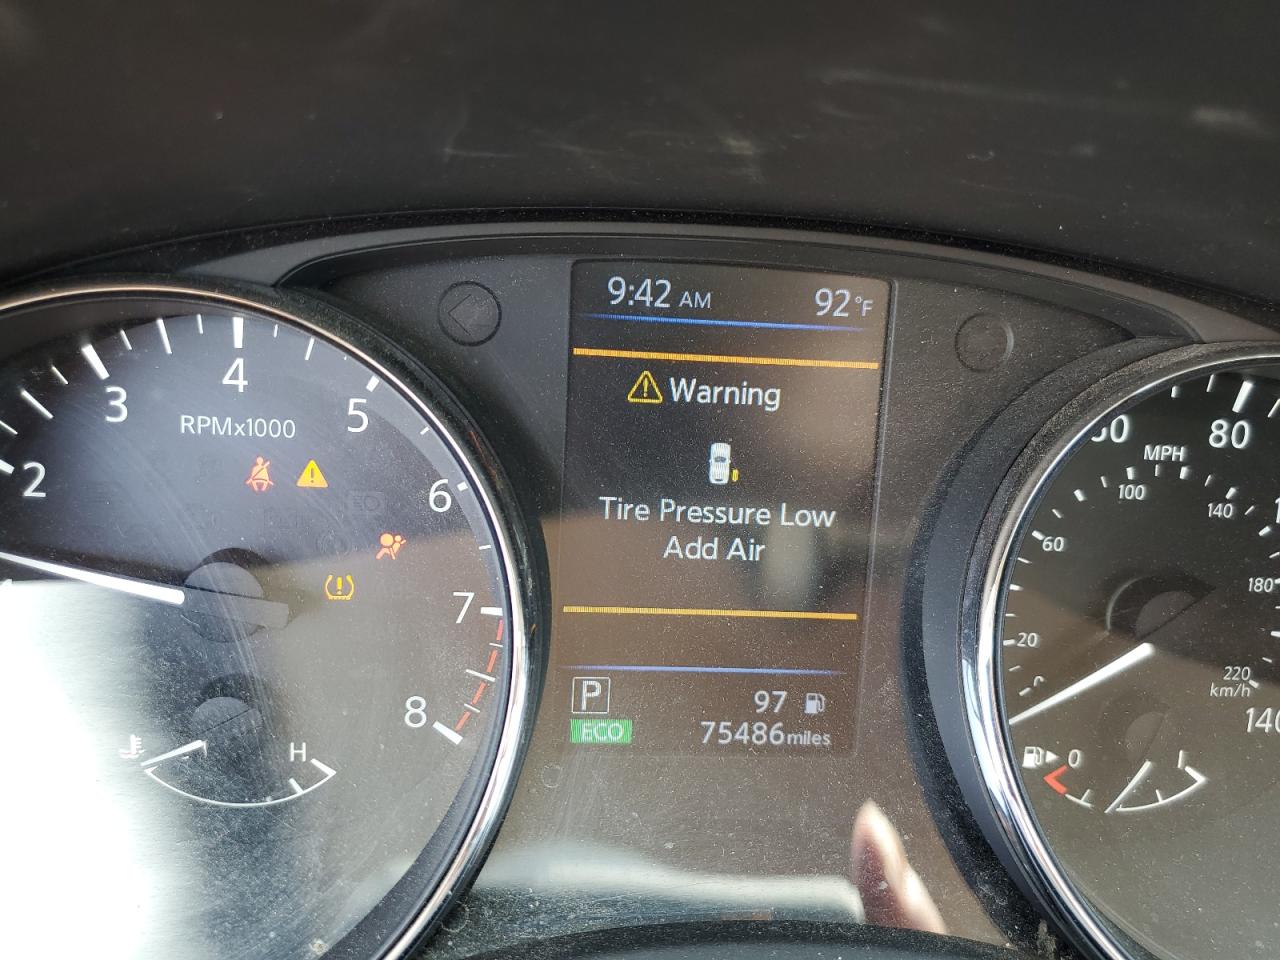 9:42 AM 92°F
Warning
Tire Pressure Low
Add Air
P
97
ECO
75486 miles
2
3
4
5
6
7
8
RPMx1000
H
80
MPH
100
140
60
180
20
220
km/h
0